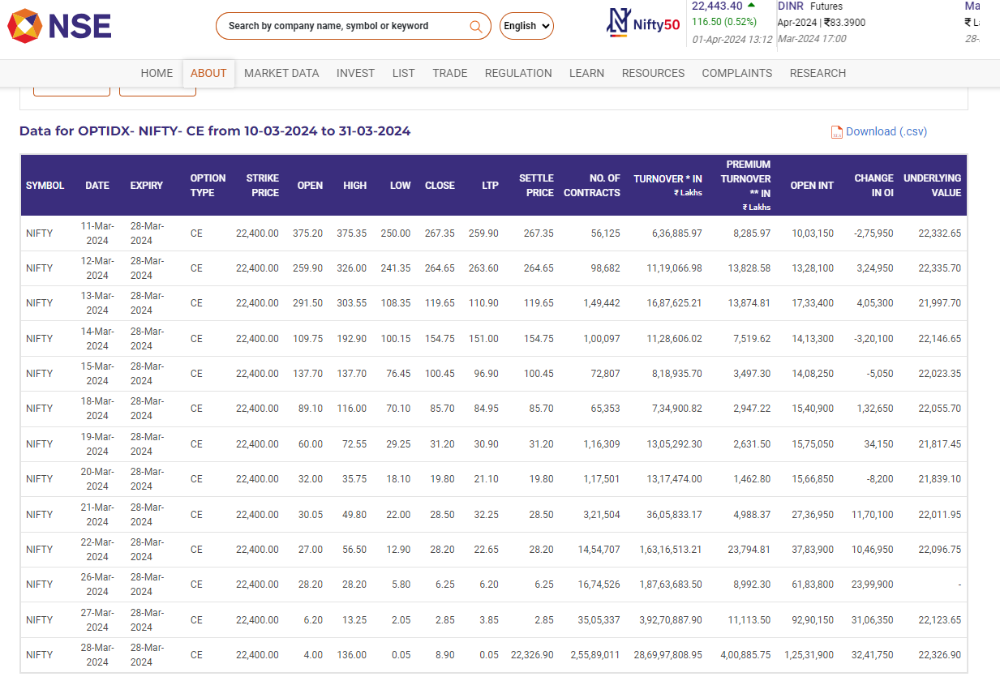 NSE
Search by company name, symbol or keyword
English
Nifty50
22,443.40
116.50 (0.52%)
01-Apr-2024 13:12
DINR Futures
Apr-2024 | ₹83.3900
Mar-2024 17:00
Ma
₹
28-
HOME ABOUT MARKET DATA INVEST LIST TRADE REGULATION LEARN RESOURCES COMPLAINTS RESEARCH
Data for OPTIDX- NIFTY- CE from 10-03-2024 to 31-03-2024
Download (.csv)
SYMBOL DATE EXPIRY OPTION TYPE STRIKE PRICE OPEN HIGH LOW CLOSE LTP SETTLE PRICE NO. OF CONTRACTS TURNOVER * IN ₹ Lakhs PREMIUM TURNOVER ** IN ₹ Lakhs OPEN INT CHANGE IN OI UNDERLYING VALUE
NIFTY 11-Mar-2024 28-Mar-2024 CE 22,400.00 375.20 375.35 250.00 267.35 259.90 267.35 56,125 6,36,885.97 8,285.97 10,03,150 -2,75,950 22,332.65
NIFTY 12-Mar-2024 28-Mar-2024 CE 22,400.00 259.90 326.00 241.35 264.65 263.60 264.65 98,682 11,19,066.98 13,828.58 13,28,100 3,24,950 22,335.70
NIFTY 13-Mar-2024 28-Mar-2024 CE 22,400.00 291.50 303.55 108.35 119.65 110.90 119.65 1,49,442 16,87,625.21 13,874.81 17,33,400 4,05,300 21,997.70
NIFTY 14-Mar-2024 28-Mar-2024 CE 22,400.00 109.75 192.90 100.15 154.75 151.00 154.75 1,00,097 11,28,606.02 7,519.62 14,13,300 -3,20,100 22,146.65
NIFTY 15-Mar-2024 28-Mar-2024 CE 22,400.00 137.70 137.70 76.45 100.45 96.90 100.45 72,807 8,18,935.70 3,497.30 14,08,250 -5,050 22,023.35
NIFTY 18-Mar-2024 28-Mar-2024 CE 22,400.00 89.10 116.00 70.10 85.70 84.95 85.70 65,353 7,34,900.82 2,947.22 15,40,900 1,32,650 22,055.70
NIFTY 19-Mar-2024 28-Mar-2024 CE 22,400.00 60.00 72.55 29.25 31.20 30.90 31.20 1,16,309 13,05,292.30 2,631.50 15,75,050 34,150 21,817.45
NIFTY 20-Mar-2024 28-Mar-2024 CE 22,400.00 32.00 35.75 18.10 19.80 21.10 19.80 1,17,501 13,17,474.00 1,462.80 15,66,850 -8,200 21,839.10
NIFTY 21-Mar-2024 28-Mar-2024 CE 22,400.00 30.05 49.80 22.00 28.50 32.25 28.50 3,21,504 36,05,833.17 4,988.37 27,36,950 11,70,100 22,011.95
NIFTY 22-Mar-2024 28-Mar-2024 CE 22,400.00 27.00 56.50 12.90 28.20 22.65 28.20 14,54,707 1,63,16,513.21 23,794.81 37,83,900 10,46,950 22,096.75
NIFTY 26-Mar-2024 28-Mar-2024 CE 22,400.00 28.20 28.20 5.80 6.25 6.20 6.25 16,74,526 1,87,63,683.50 8,992.30 61,83,800 23,99,900 -
NIFTY 27-Mar-2024 28-Mar-2024 CE 22,400.00 6.20 13.25 2.05 2.85 3.85 2.85 35,05,337 3,92,70,887.90 11,113.50 92,90,150 31,06,350 22,123.65
NIFTY 28-Mar-2024 28-Mar-2024 CE 22,400.00 4.00 136.00 0.05 8.90 0.05 22,326.90 2,55,89,011 28,69,97,808.95 4,00,885.75 1,25,31,900 32,41,750 22,326.90